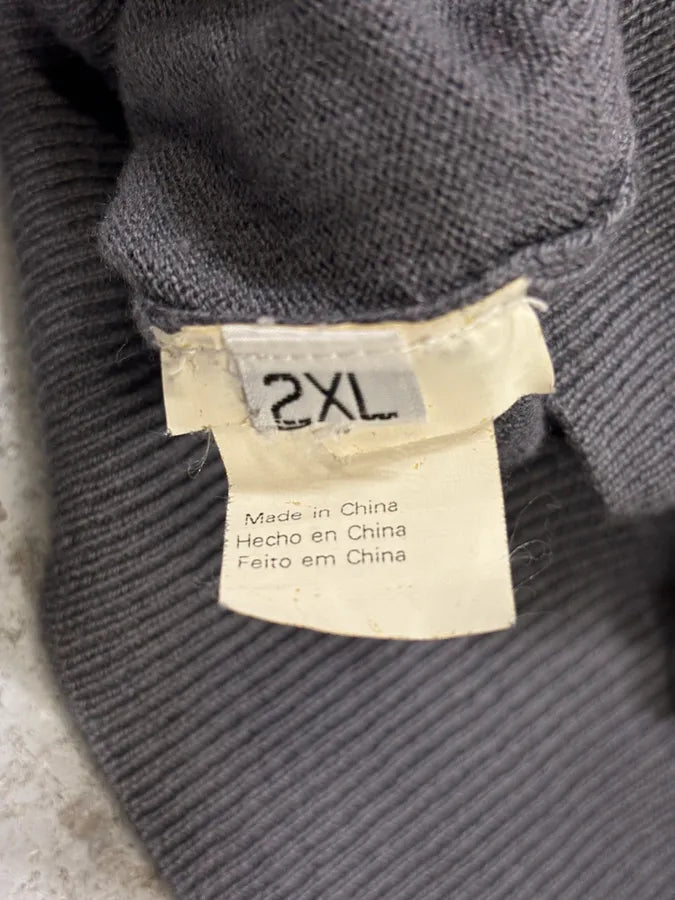 2XL
Made in China
Hecho en China
Feito em China